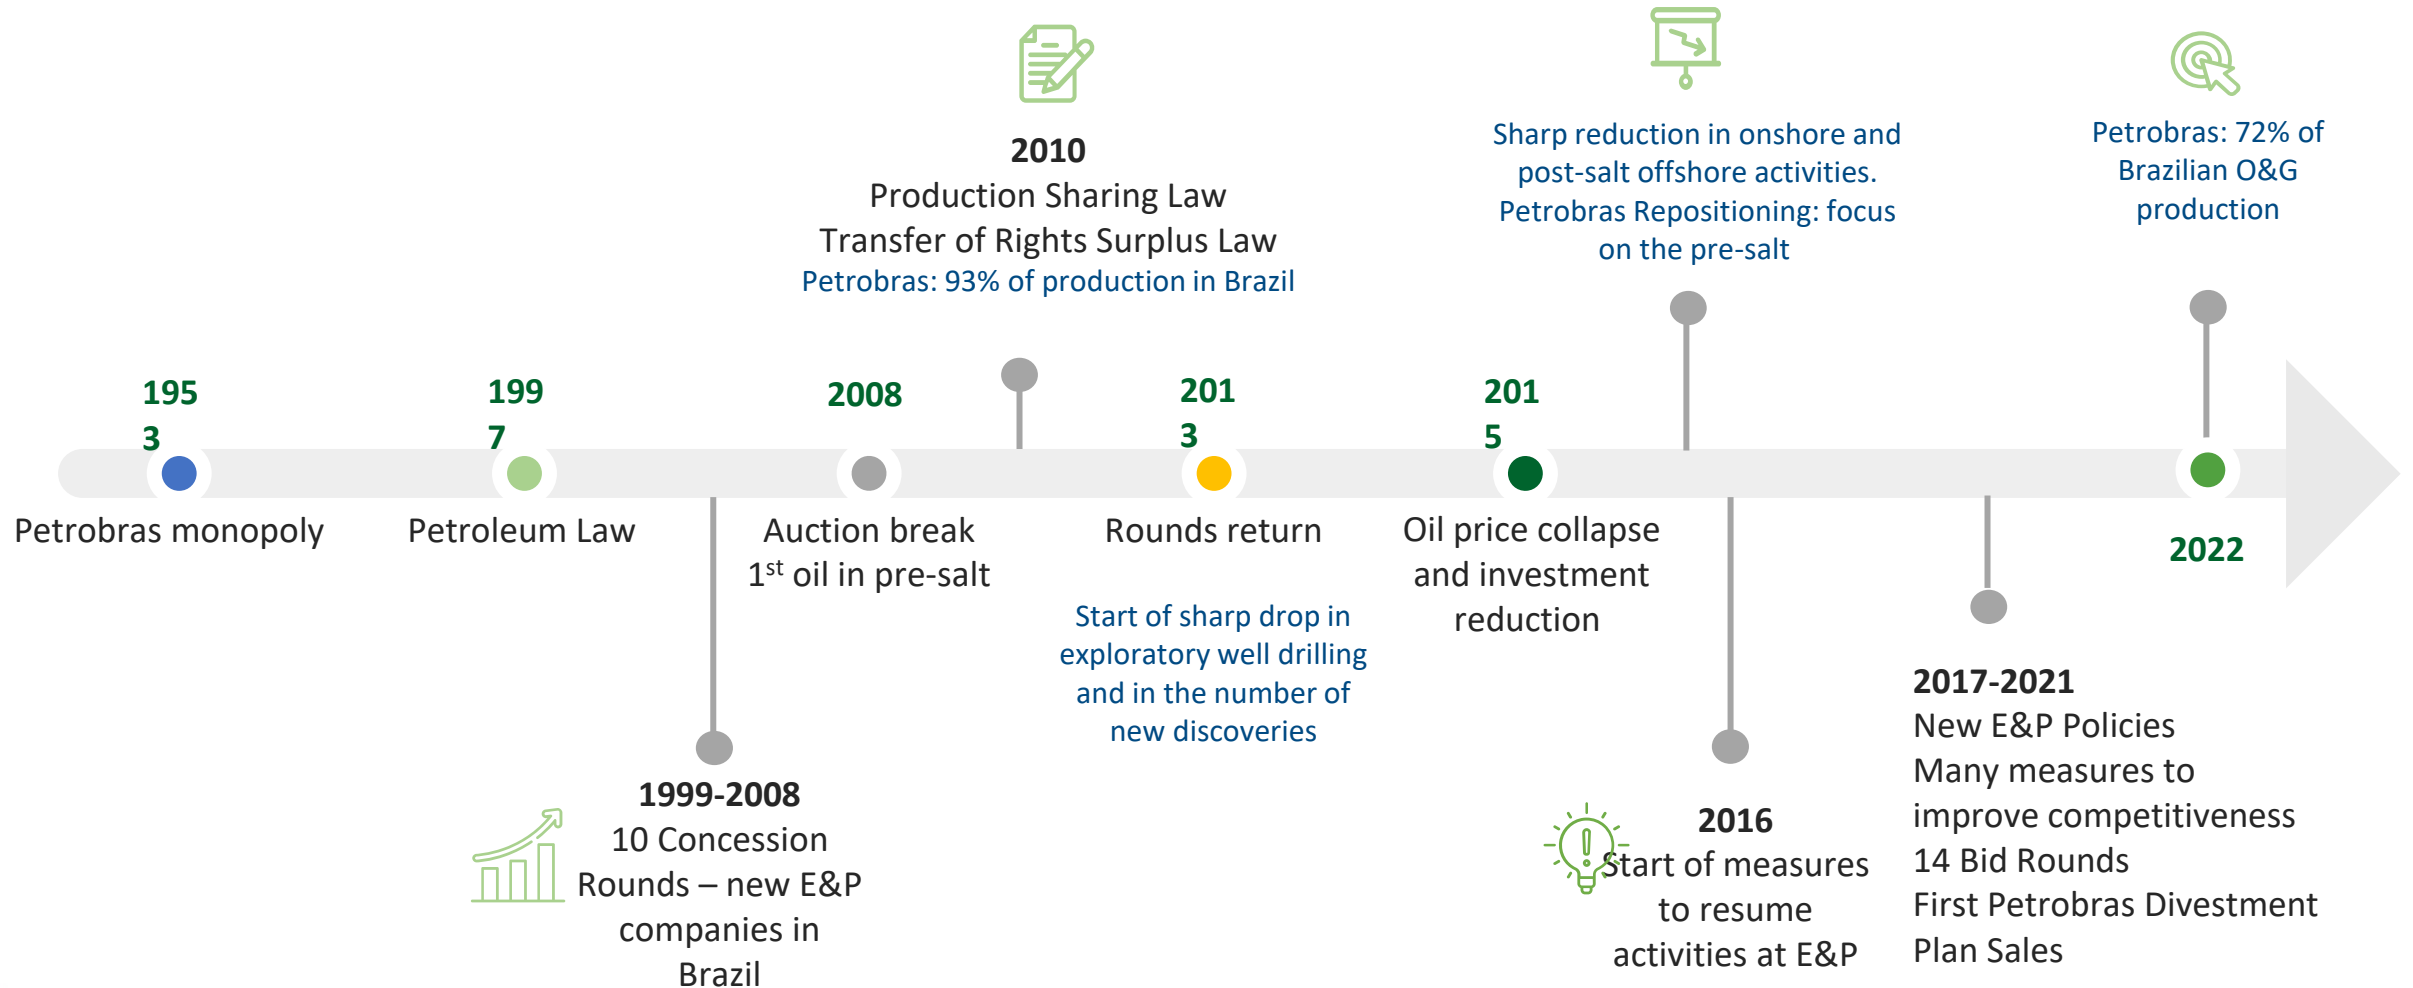 2010
Production Sharing Law
Transfer of Rights Surplus Law
Petrobras: 93% of production in Brazil
Sharp reduction in onshore and
post-salt offshore activities.
Petrobras Repositioning: focus
on the pre-salt
Petrobras: 72% of
Brazilian O&G
production
195
3
Petrobras monopoly
199
7
Petroleum Law
2008
Auction break
1st oil in pre-salt
201
3
Rounds return
Start of sharp drop in
exploratory well drilling
and in the number of
new discoveries
201
5
Oil price collapse
and investment
reduction
2022
1999-2008
10 Concession
Rounds – new E&P
companies in
Brazil
2016
Start of measures
to resume
activities at E&P
2017-2021
New E&P Policies
Many measures to
improve competitiveness
14 Bid Rounds
First Petrobras Divestment
Plan Sales